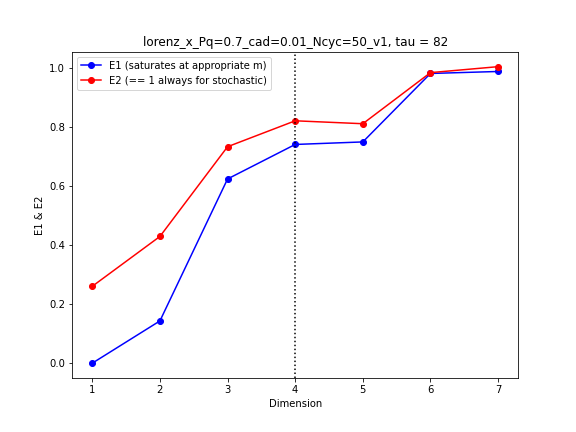 lorenz_x_Pq=0.7_cad=0.01_Ncyc=50_v1, tau = 82
E1 (saturates at appropriate m)
E2 (== 1 always for stochastic)
1.0
0.8
0.6
0.4
0.2
0.0
E1 & E2
1 2 3 4 5 6 7
Dimension